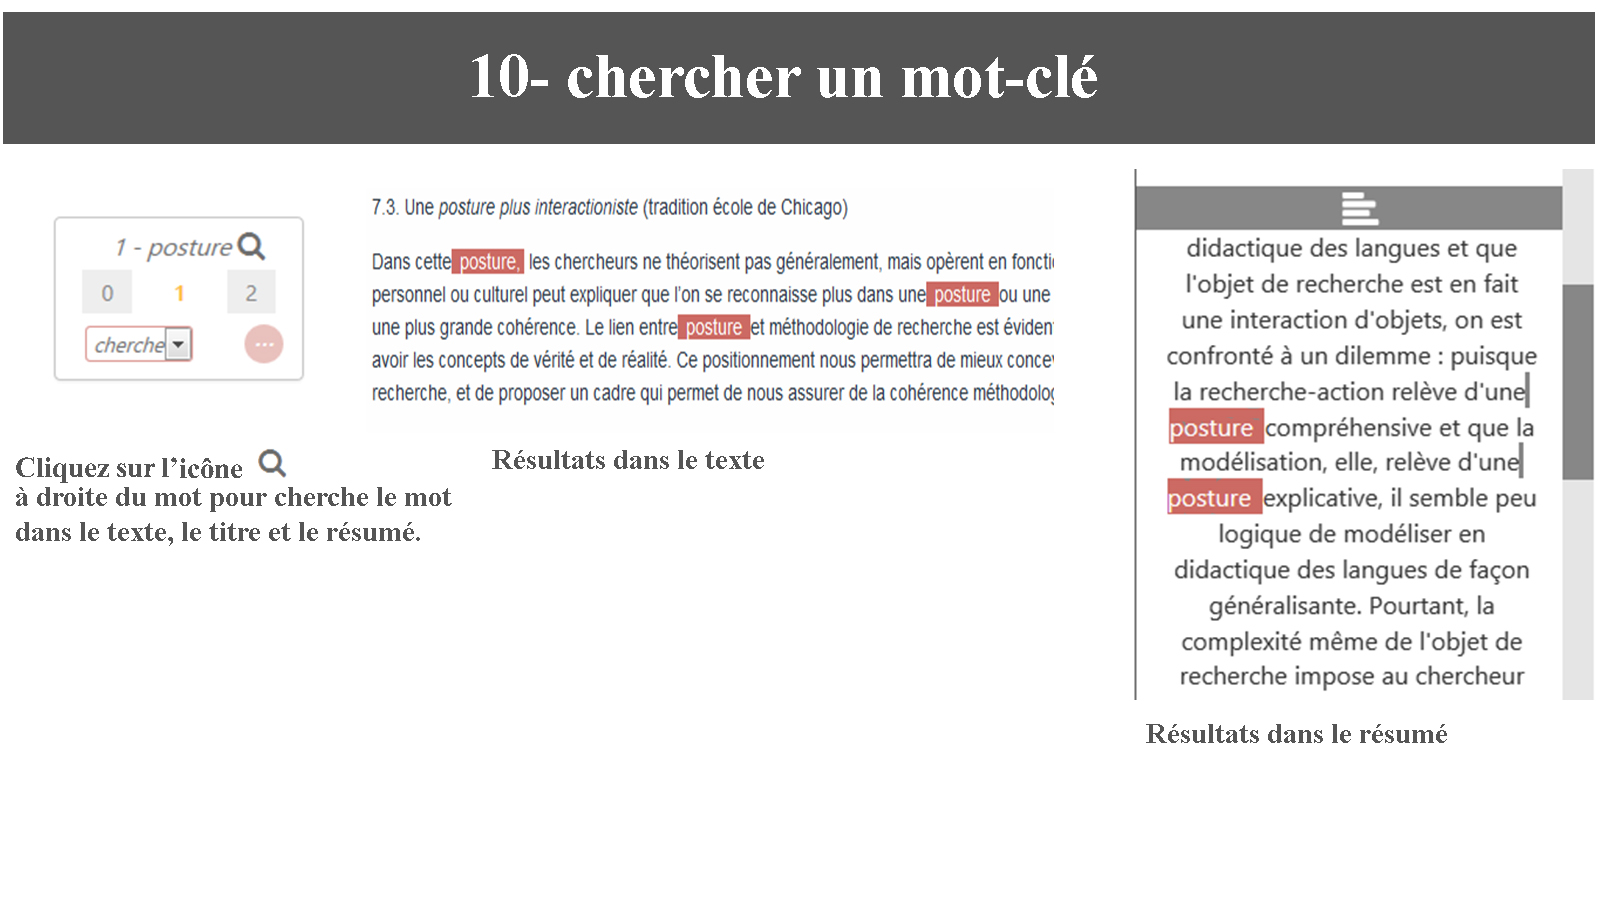 10- chercher un mot-clé
1 - posture
0 1 2
cherche
Cliquez sur l’icône
à droite du mot pour cherche le mot
dans le texte, le titre et le résumé.
7.3. Une posture plus interactioniste (tradition école de Chicago)
Dans cette posture, les chercheurs ne théorisent pas généralement, mais opèrent en foncti
personnel ou culturel peut expliquer que l’on se reconnaisse plus dans une posture ou une
une plus grande cohérence. Le lien entre posture et méthodologie de recherche est éviden
avoir les concepts de vérité et de réalité. Ce positionnement nous permettra de mieux conce
recherche, et de proposer un cadre qui permet de nous assurer de la cohérence méthodolo
Résultats dans le texte
didactique des langues et que
l'objet de recherche est en fait
une interaction d'objets, on est
confronté à un dilemme : puisque
la recherche-action relève d'une
posture compréhensive et que la
modélisation, elle, relève d'une
posture explicative, il semble peu
logique de modéliser en
didactique des langues de façon
généralisante. Pourtant, la
complexité même de l'objet de
recherche impose au chercheur
Résultats dans le résumé